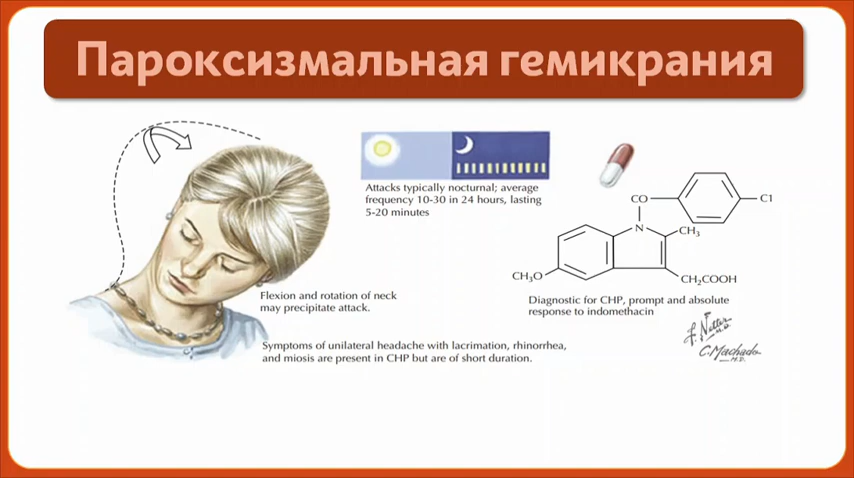 Пароксизмальная гемикрания
Attacks typically nocturnal; average
frequency 10-30 in 24 hours, lasting
5-20 minutes
CO
Cl
N
CH₃
CH₃O
CH₂COOH
Flexion and rotation of neck
may precipitate attack.
Diagnostic for CHP, prompt and absolute
response to indomethacin
Symptoms of unilateral headache with lacrimation, rhinorrhea,
and miosis are present in CHP but are of short duration.
F. Netter
M.D.
C. Machado
M.D.